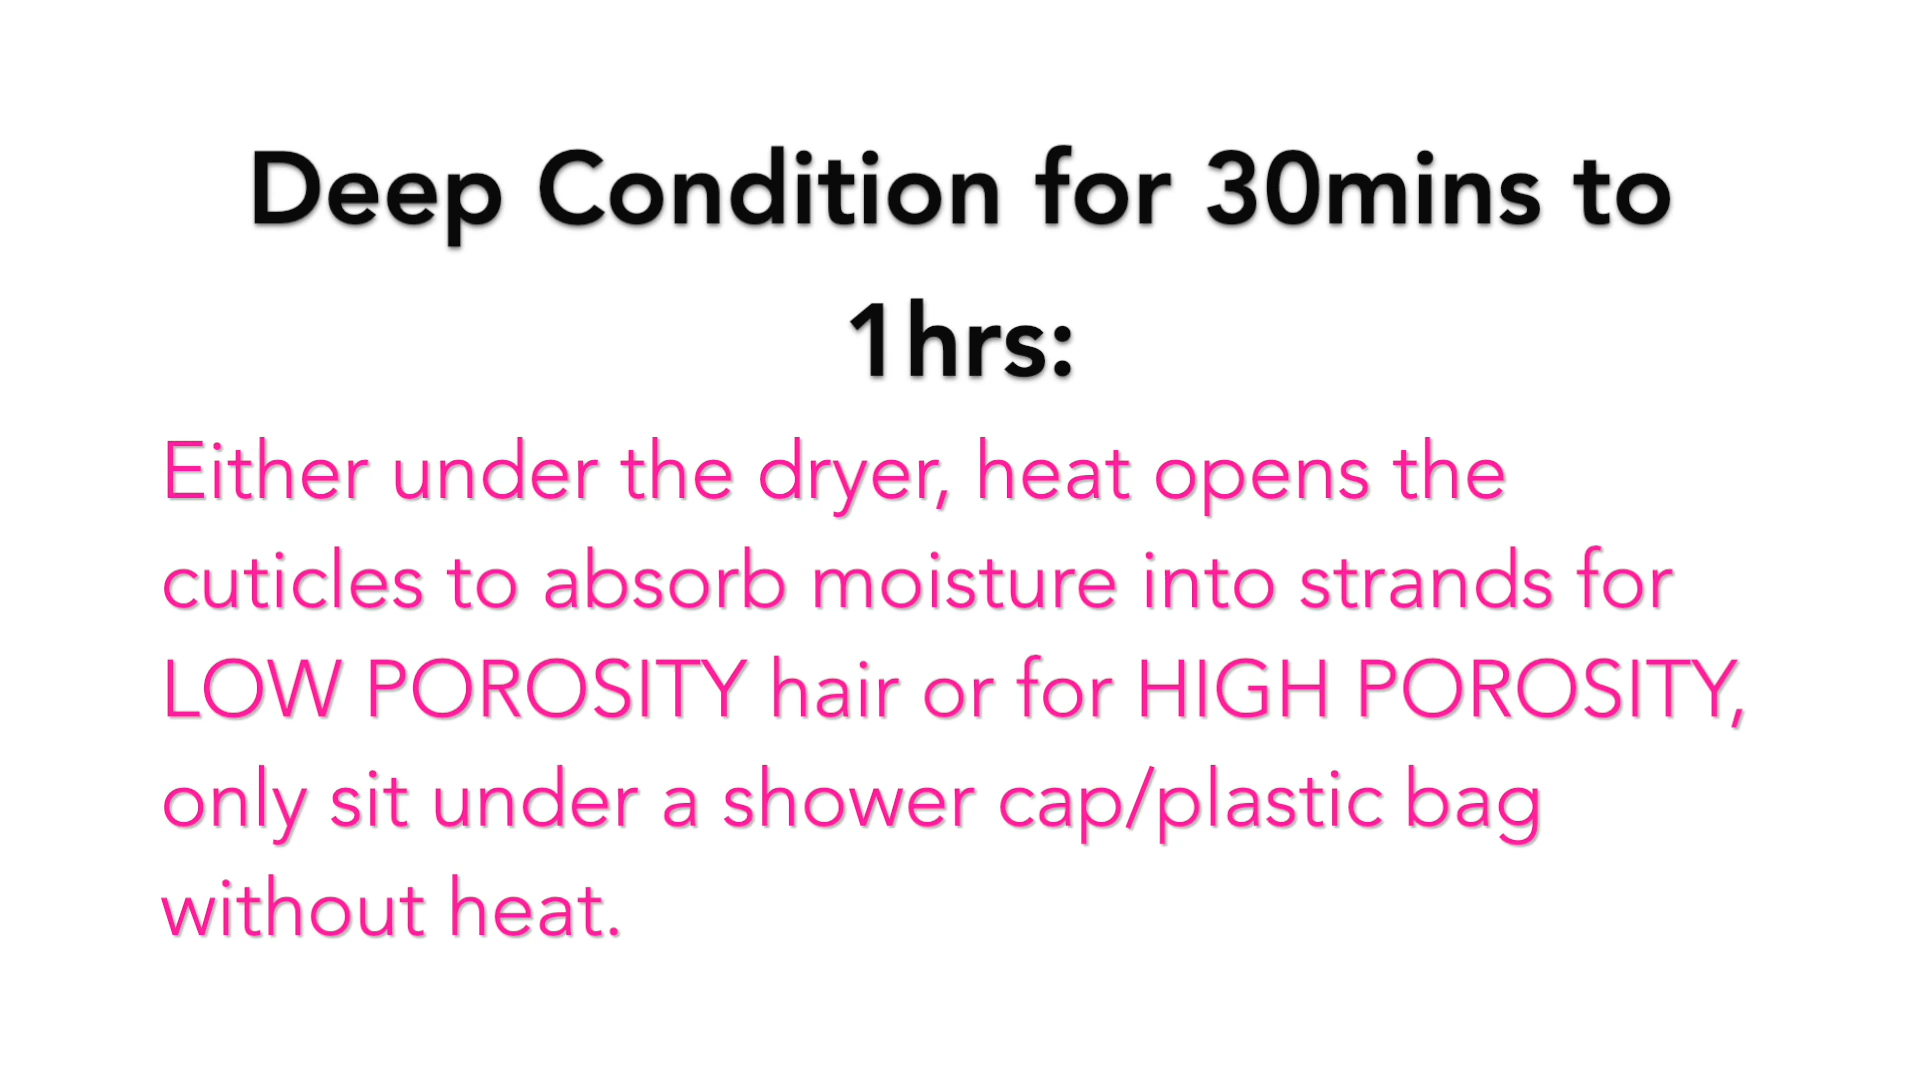 Deep Condition for 30mins to
1hrs:
Either under the dryer, heat opens the
cuticles to absorb moisture into strands for
LOW POROSITY hair or for HIGH POROSITY,
only sit under a shower cap/plastic bag
without heat.